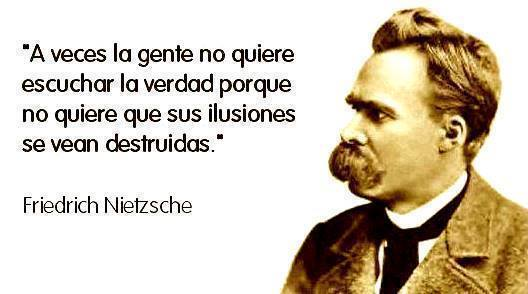 "A veces la gente no quiere
escuchar la verdad porque
no quiere que sus ilusiones
se vean destruidas."
Friedrich Nietzsche